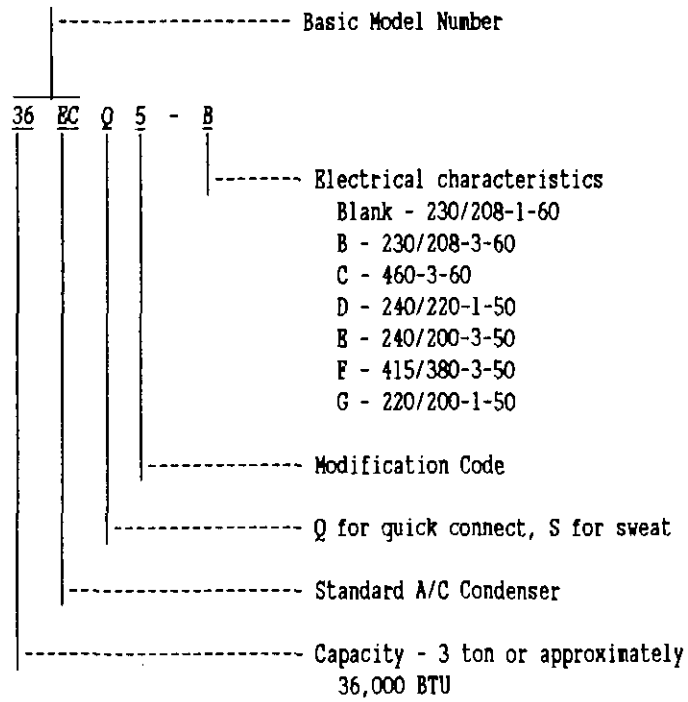 Basic Model Number
36 EC Q 5 - B
Electrical characteristics
Blank - 230/208-1-60
B - 230/208-3-60
C - 460-3-60
D - 240/220-1-50
E - 240/200-3-50
F - 415/380-3-50
G - 220/200-1-50
Modification Code
Q for quick connect, S for sweat
Standard A/C Condenser
Capacity - 3 ton or approximately
36,000 BTU